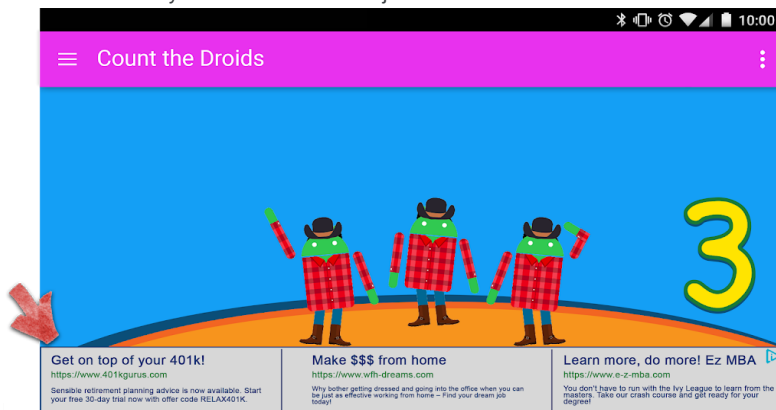 10:00
Count the Droids
3
Get on top of your 401k!
https://www.401kgurus.com
Sensible retirement planning advice is now available. Start
your free 30-day trial now with offer code RELAX401K.
Make $$$ from home
https://www.wfh-dreams.com
Why bother getting dressed and going into the office when you can
be just as effective working from home – Find your dream job
today!
Learn more, do more! Ez MBA
https://www.e-z-mba.com
You don't have to run with the Ivy League to learn from the
masters. Take our crash course and get ready for your
degree!